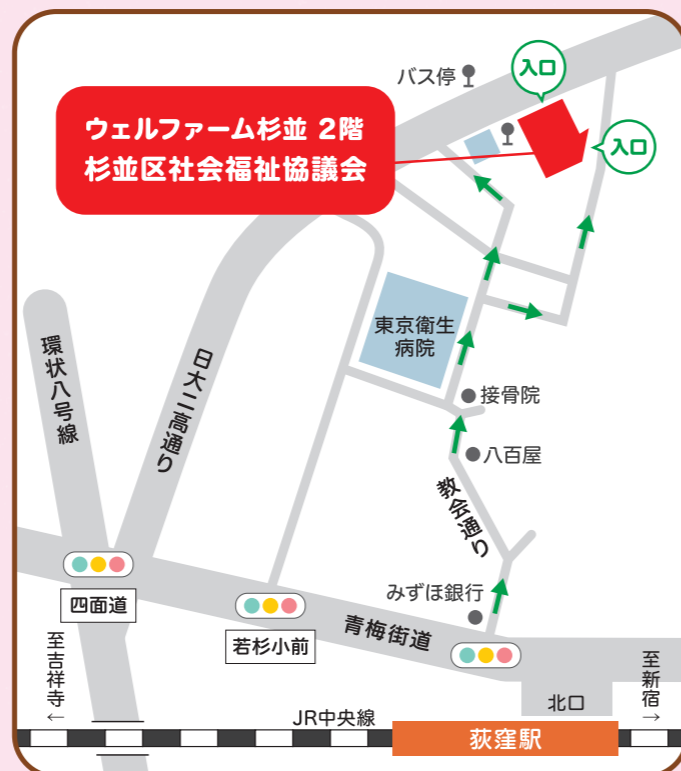 バス停
入口
ウェルファーム杉並 2階
杉並区社会福祉協議会
入口
東京衛生
病院
環状八号線
日大二高通り
接骨院
八百屋
教会通り
みずほ銀行
四面道
若杉小前
青梅街道
至吉祥寺
←
至新宿
→
北口
JR中央線
荻窪駅